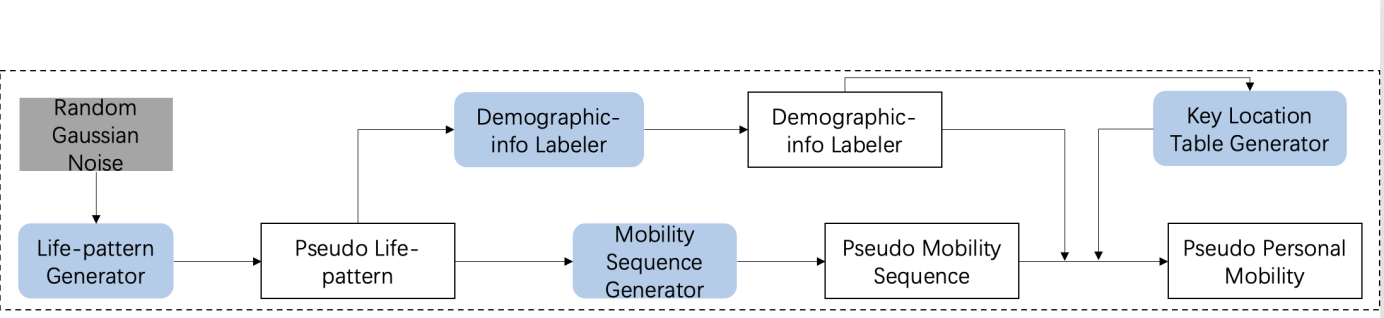 Random
Gaussian
Noise
Demographic-
info Labeler
Demographic-
info Labeler
Key Location
Table Generator
Life-pattern
Generator
Pseudo Life-
pattern
Mobility
Sequence
Generator
Pseudo Mobility
Sequence
Pseudo Personal
Mobility